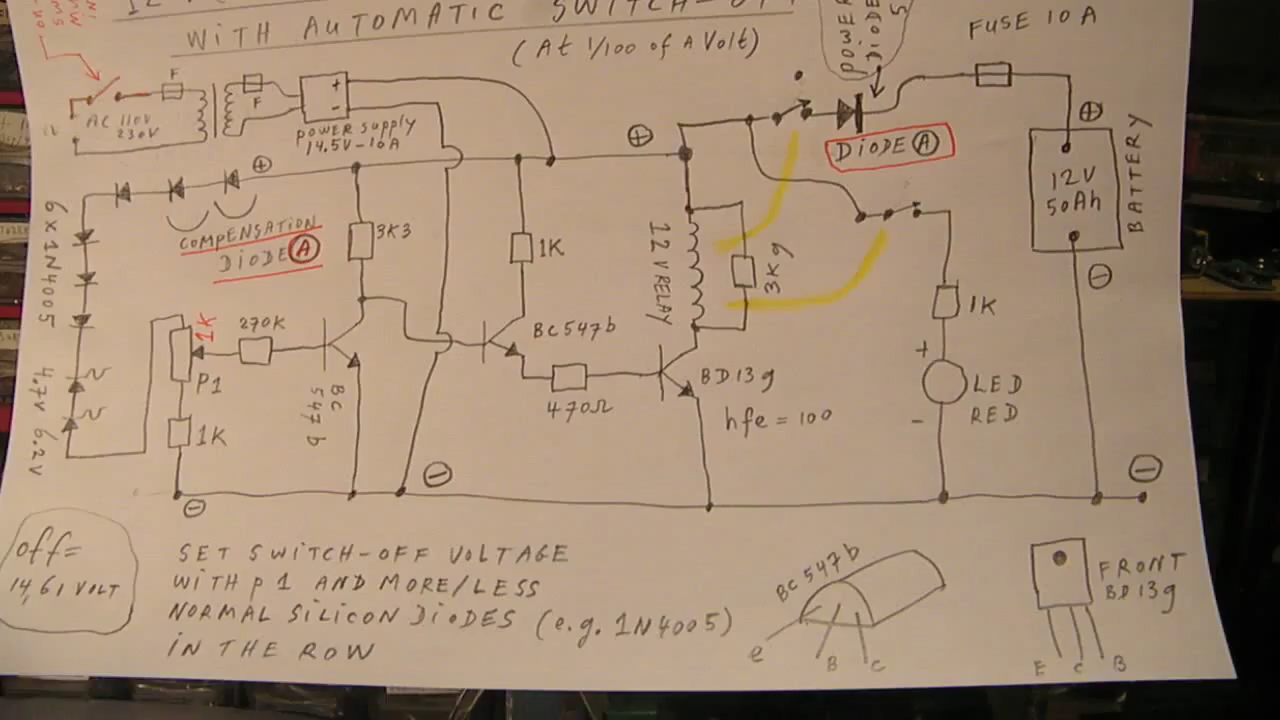 WITH AUTOMATIC SWITCH-OFF
(At 1/100 of A Volt)
POWER
DIODE
5
FUSE 10A
F
F
AC 110V
230V
+
-
power supply
14.5V-10A
DIODE A
+
12V
50Ah
-
BATTERY
+
+
COMPENSATION
DIODE A
6x1N4005
4.7V 6.2V
3K3
1K
12V RELAY
3K9
1K
270K
P1
1K
BC
547b
BC547b
470Ω
BD139
hfe = 100
1K
+
LED
RED
-
-
-
-
off=
14,61 VOLT
SET SWITCH-OFF VOLTAGE
WITH P1 AND MORE/LESS
NORMAL SILICON DIODES (e.g. 1N4005)
IN THE ROW
BC547b
e B C
FRONT
BD139
E C B